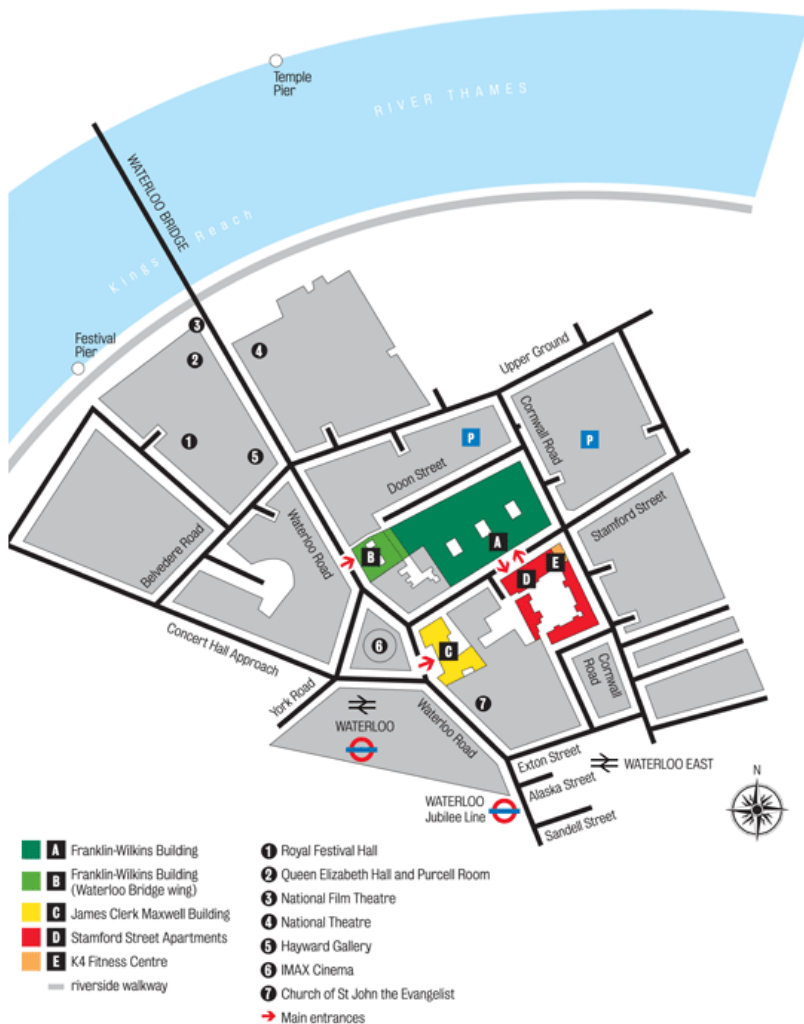 Temple
Pier
RIVER THAMES
WATERLOO BRIDGE
Kings Reach
Festival
Pier
3
2
4
1
5
Upper Ground
Cornwall Road
P
P
Doon Street
Stamford Street
Waterloo Road
Belvedere Road
A
B
D
E
C
6
7
Concert Hall Approach
Cornwall
Road
York Road
WATERLOO
Waterloo Road
Exton Street
WATERLOO EAST
Alaska Street
WATERLOO
Jubilee Line
Sandell Street
N
A Franklin-Wilkins Building
B Franklin-Wilkins Building
(Waterloo Bridge wing)
C James Clerk Maxwell Building
D Stamford Street Apartments
E K4 Fitness Centre
riverside walkway
1 Royal Festival Hall
2 Queen Elizabeth Hall and Purcell Room
3 National Film Theatre
4 National Theatre
5 Hayward Gallery
6 IMAX Cinema
7 Church of St John the Evangelist
Main entrances